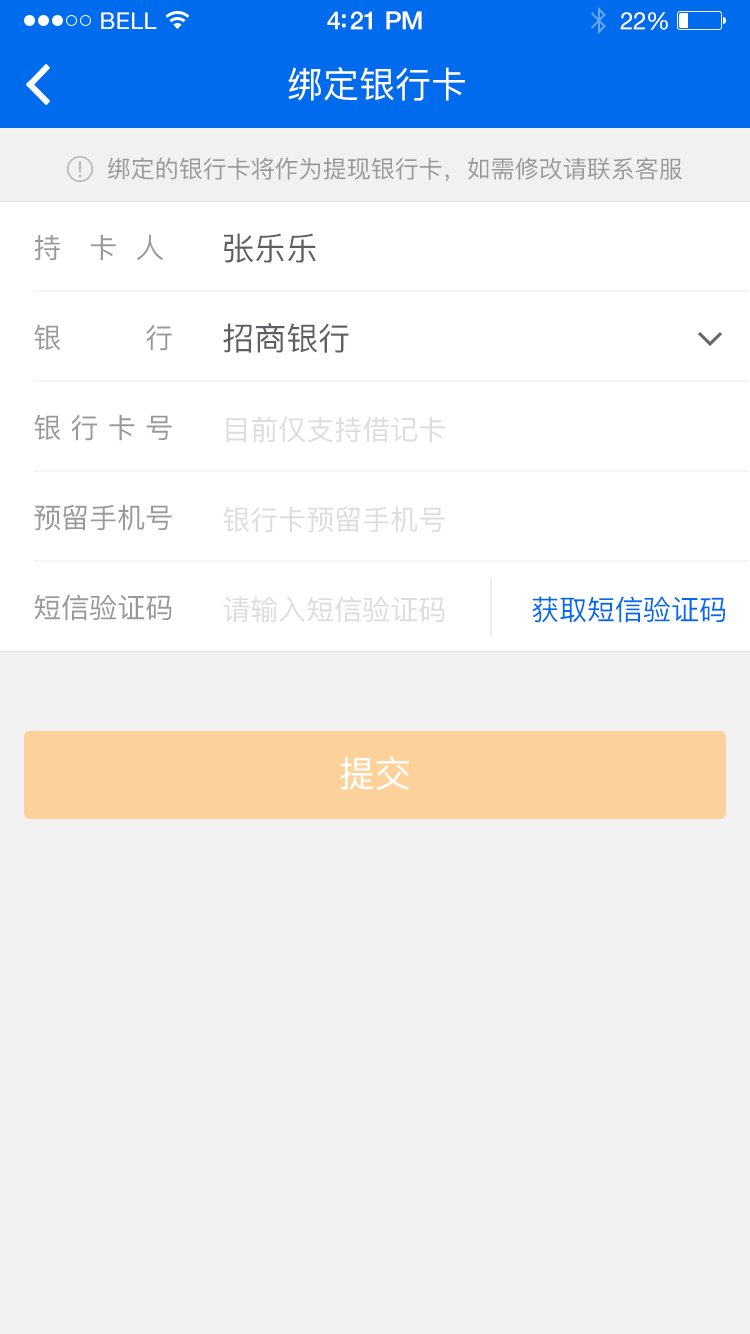 BELL 4:21 PM 22%
绑定银行卡
绑定的银行卡将作为提现银行卡，如需修改请联系客服
持卡人 张乐乐
银行 招商银行
银行卡号 目前仅支持借记卡
预留手机号 银行卡预留手机号
短信验证码 请输入短信验证码 获取短信验证码
提交